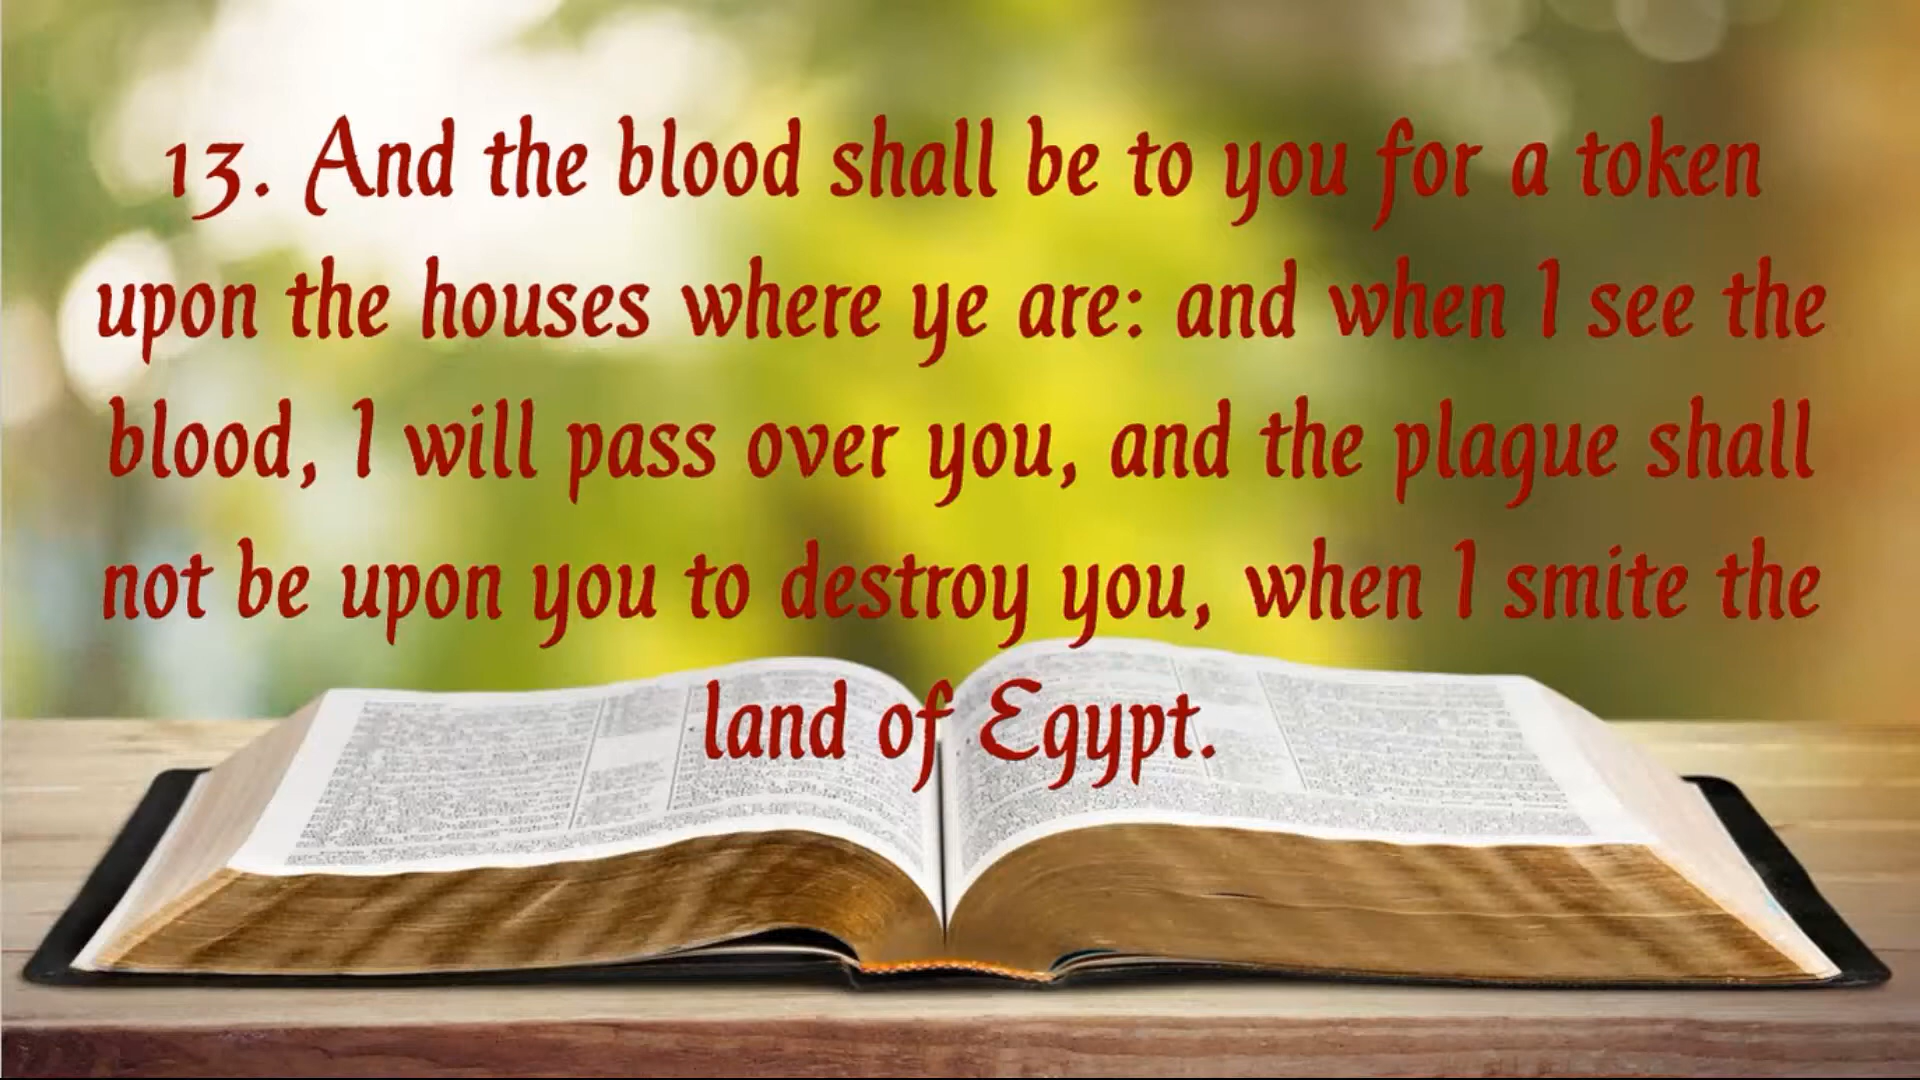 13. And the blood shall be to you for a token
upon the houses where ye are: and when I see the
blood, I will pass over you, and the plague shall
not be upon you to destroy you, when I smite the
land of Egypt.